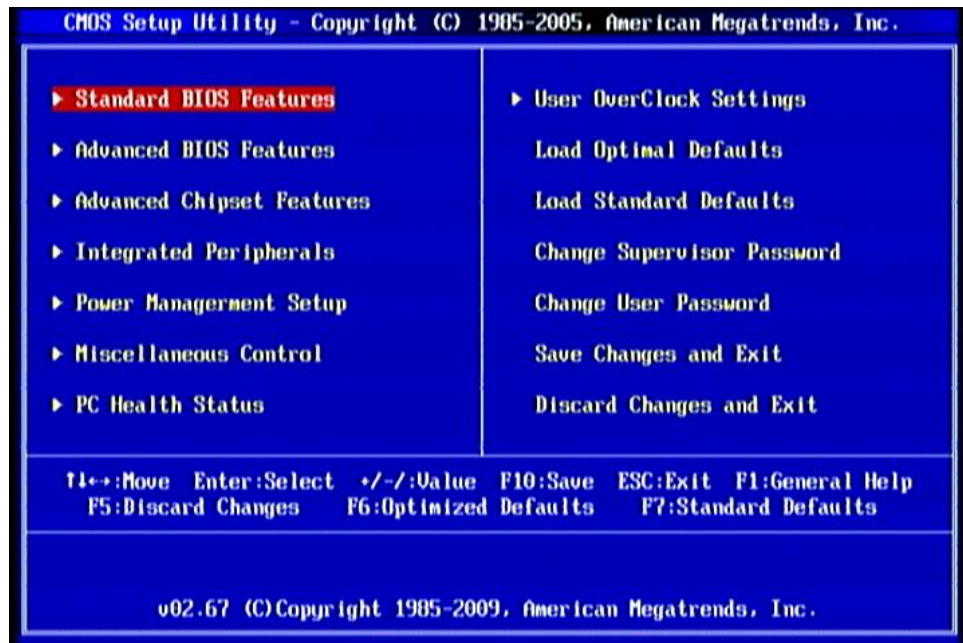 CMOS Setup Utility - Copyright (C) 1985-2005, American Megatrends, Inc.
▶ Standard BIOS Features
▶ Advanced BIOS Features
▶ Advanced Chipset Features
▶ Integrated Peripherals
▶ Power Managerment Setup
▶ Miscellaneous Control
▶ PC Health Status
▶ User OverClock Settings
Load Optimal Defaults
Load Standard Defaults
Change Supervisor Password
Change User Password
Save Changes and Exit
Discard Changes and Exit
↑↓←→:Move Enter:Select +/-/:Value F10:Save ESC:Exit F1:General Help
F5:Discard Changes F6:Optimized Defaults F7:Standard Defaults
v02.67 (C)Copyright 1985-2009, American Megatrends, Inc.